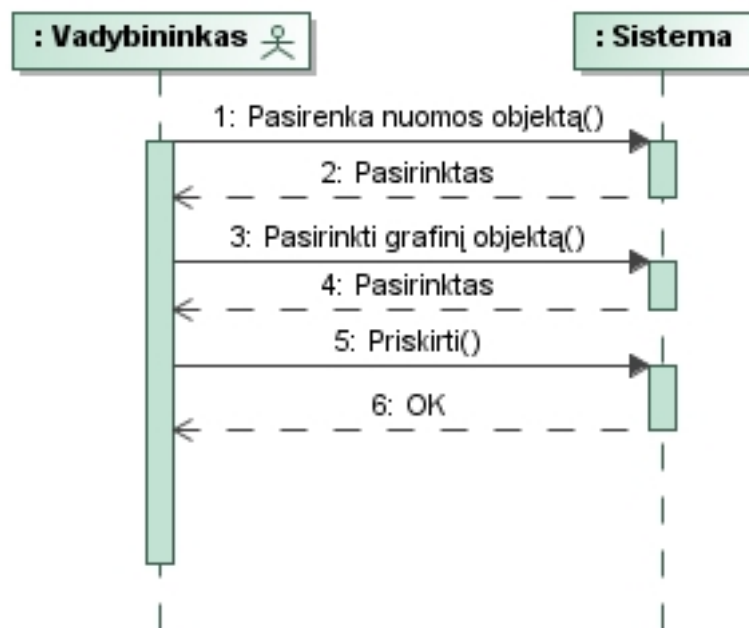 : Vadybininkas
: Sistema
1: Pasirenka nuomos objektą()
2: Pasirinktas
3: Pasirinkti grafinį objektą()
4: Pasirinktas
5: Priskirti()
6: OK